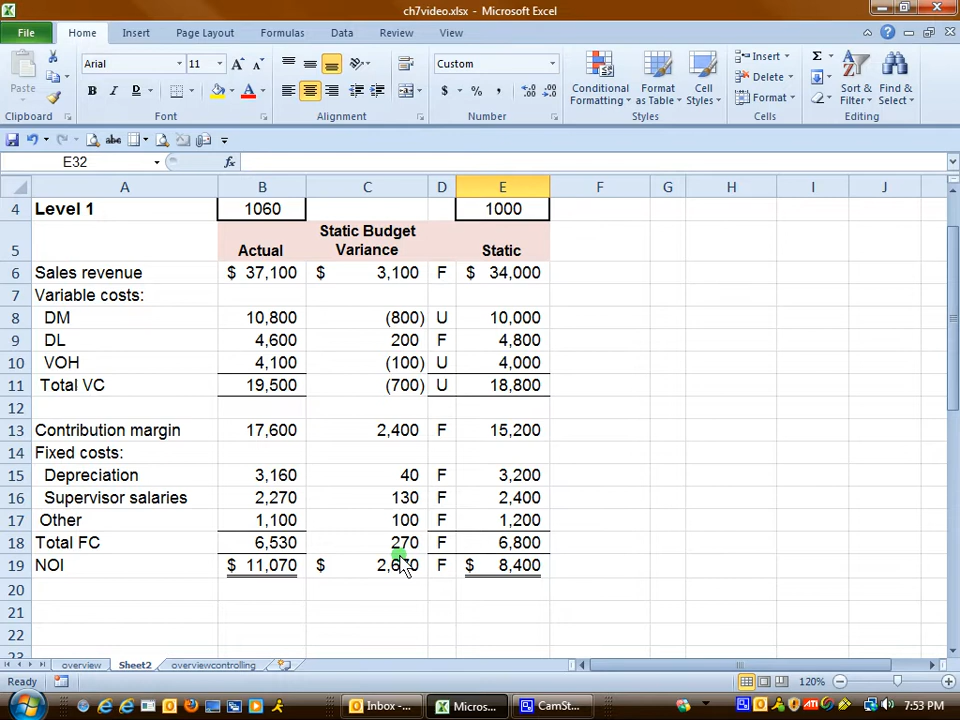 ch7video.xlsx - Microsoft Excel
File Home Insert Page Layout Formulas Data Review View
Paste
Arial 11
Custom
Conditional Formatting Format as Table Cell Styles
Insert
Delete
Format
Sort & Filter Find & Select
Clipboard Font Alignment Number Styles Cells Editing
E32 fx
A B C D E F G H I J
4 Level 1 1060 1000
5 Actual Static Budget Variance Static
6 Sales revenue $ 37,100 $ 3,100 F $ 34,000
7 Variable costs:
8 DM 10,800 (800) U 10,000
9 DL 4,600 200 F 4,800
10 VOH 4,100 (100) U 4,000
11 Total VC 19,500 (700) U 18,800
12
13 Contribution margin 17,600 2,400 F 15,200
14 Fixed costs:
15 Depreciation 3,160 40 F 3,200
16 Supervisor salaries 2,270 130 F 2,400
17 Other 1,100 100 F 1,200
18 Total FC 6,530 270 F 6,800
19 NOI $ 11,070 $ 2,670 F $ 8,400
20
21
22
23
overview Sheet2 overviewcontrolling
Ready 120%
Inbox -... Micros... CamSt... 7:53 PM